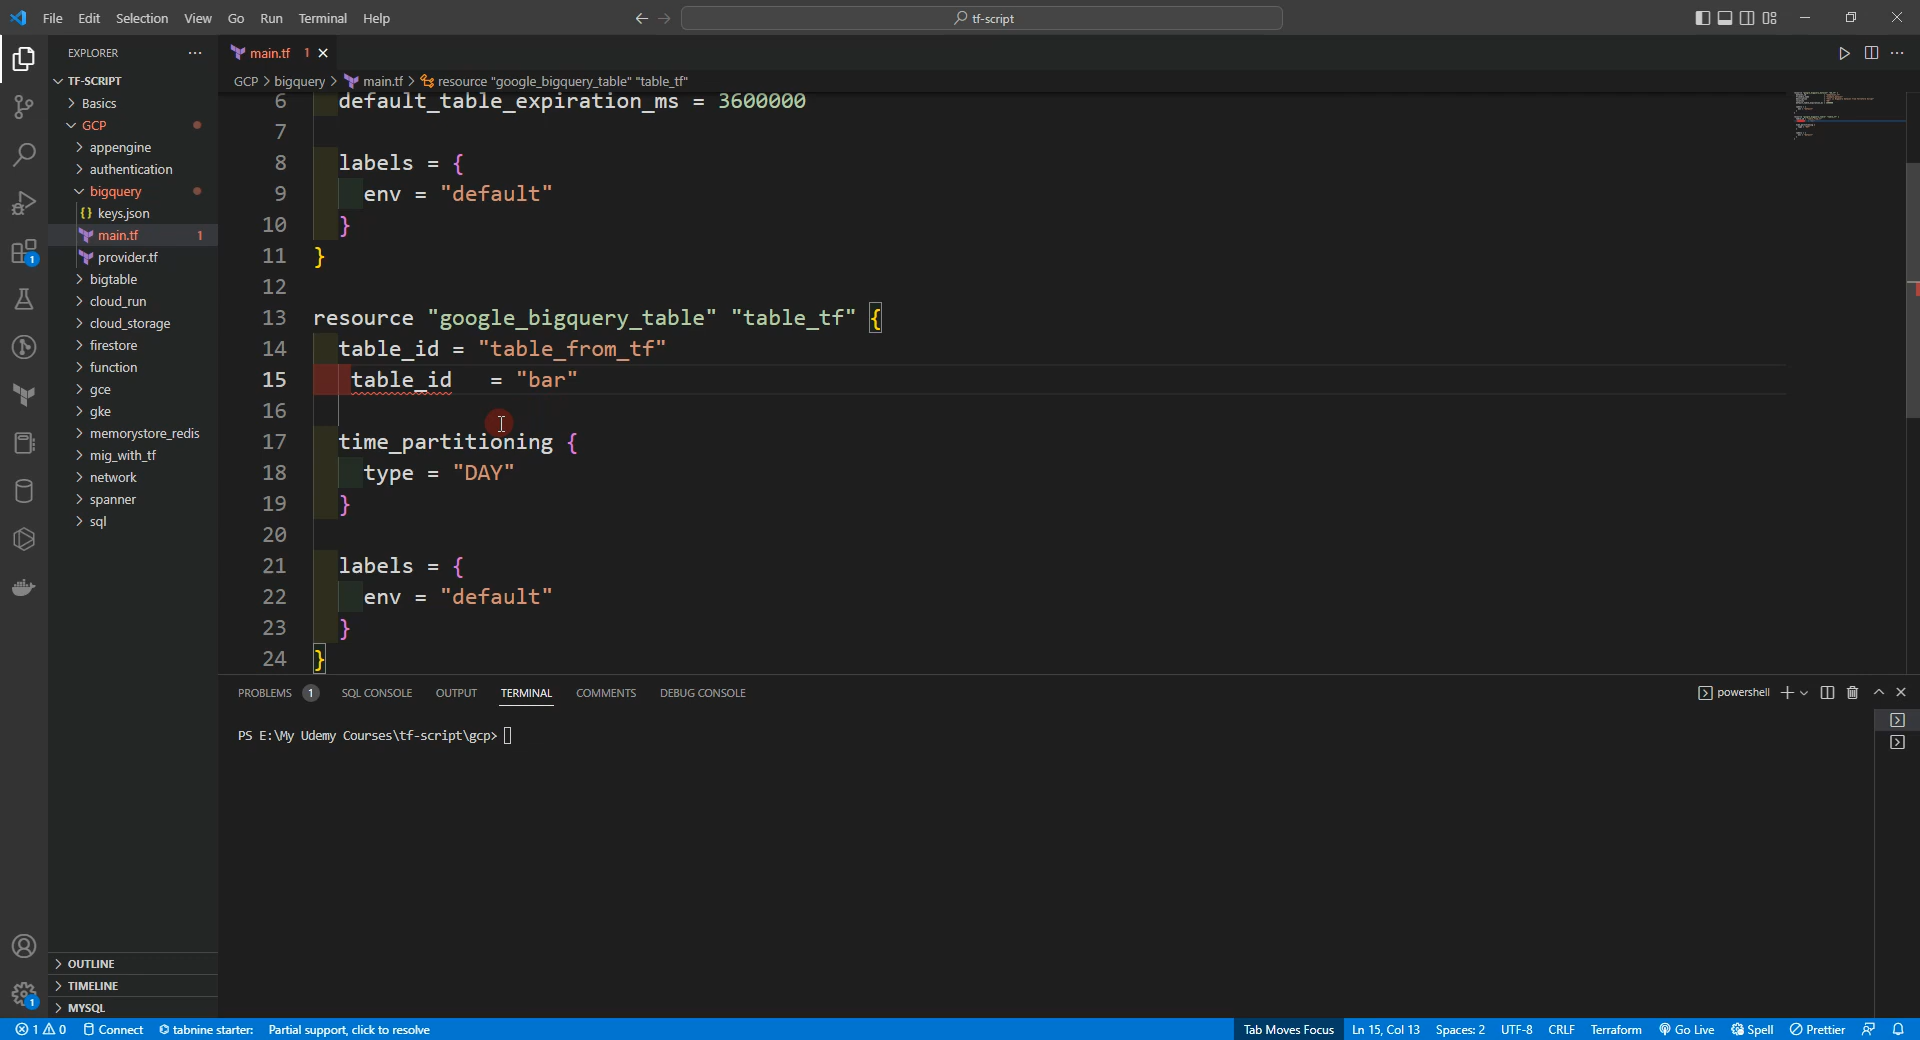 File Edit Selection View Go Run Terminal Help
tf-script
EXPLORER
main.tf 1
TF-SCRIPT
GCP > bigquery > main.tf > resource "google_bigquery_table" "table_tf"
Basics
GCP
appengine
authentication
bigquery
{} keys.json
main.tf 1
provider.tf
bigtable
cloud_run
cloud_storage
firestore
function
gce
gke
memorystore_redis
mig_with_tf
network
spanner
sql
OUTLINE
TIMELINE
MYSQL
6 default_table_expiration_ms = 3600000
7
8 labels = {
9 env = "default"
10 }
11 }
12
13 resource "google_bigquery_table" "table_tf" {
14 table_id = "table_from_tf"
15 table_id = "bar"
16
17 time_partitioning {
18 type = "DAY"
19 }
20
21 labels = {
22 env = "default"
23 }
24 }
PROBLEMS 1 SQL CONSOLE OUTPUT TERMINAL COMMENTS DEBUG CONSOLE
powershell
PS E:\My Udemy Courses\tf-script\gcp>
1
1
1 0 Connect tabnine starter: Partial support, click to resolve
Tab Moves Focus Ln 15, Col 13 Spaces: 2 UTF-8 CRLF Terraform Go Live Spell Prettier